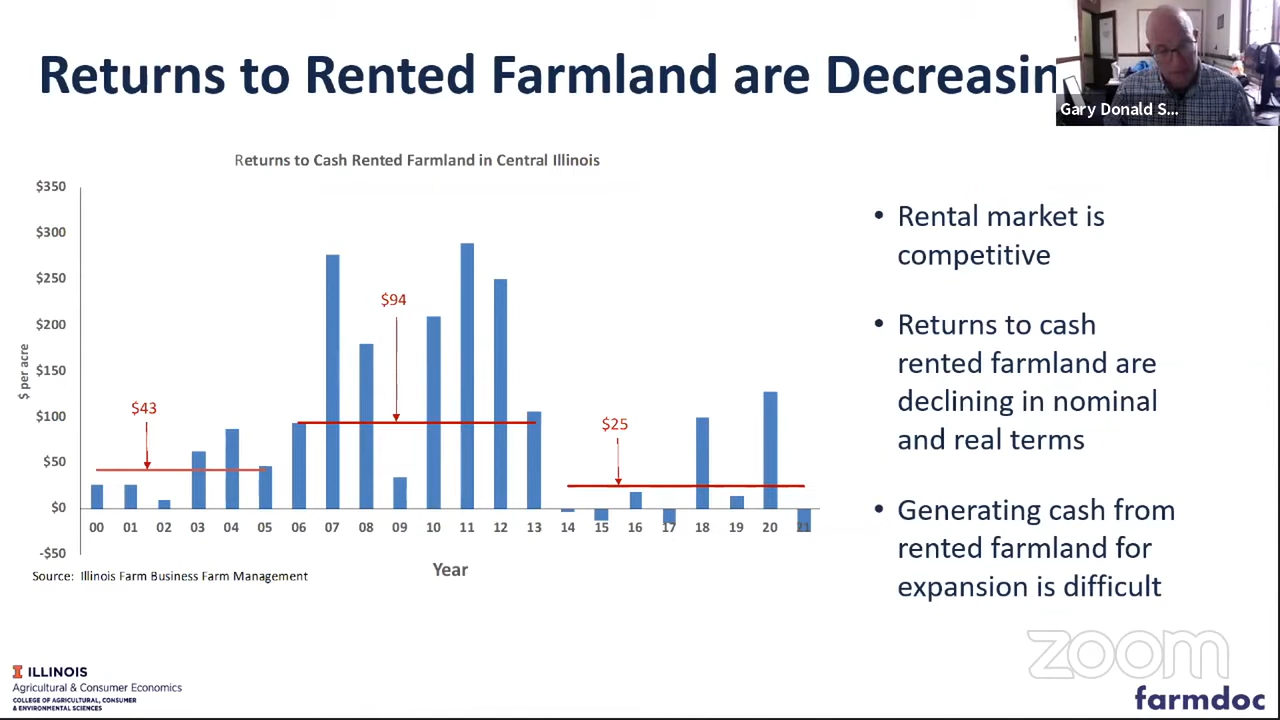 Returns to Rented Farmland are Decreasin
Gary Donald S...
Returns to Cash Rented Farmland in Central Illinois
$350
$300
$250
$200
$150
$100
$50
$0
-$50
$ per acre
$43
$94
$25
00 01 02 03 04 05 06 07 08 09 10 11 12 13 14 15 16 17 18 19 20 21
Year
Source: Illinois Farm Business Farm Management
• Rental market is
competitive
• Returns to cash
rented farmland are
declining in nominal
and real terms
• Generating cash from
rented farmland for
expansion is difficult
zoom
I ILLINOIS
Agricultural & Consumer Economics
COLLEGE OF AGRICULTURAL, CONSUMER
& ENVIRONMENTAL SCIENCES
farmdoc